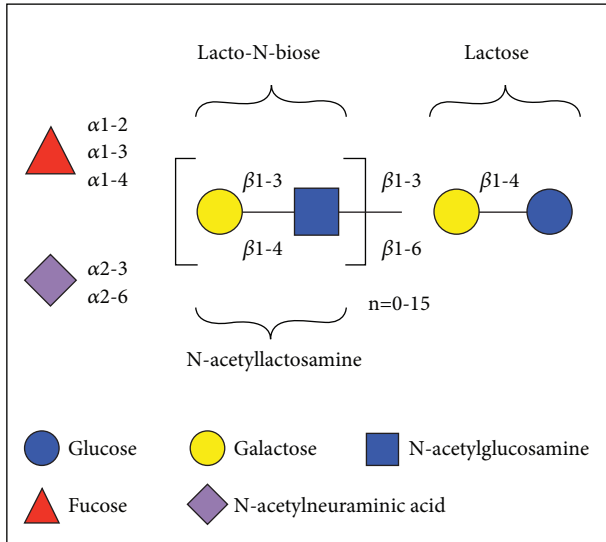 Lacto-N-biose
Lactose
α1-2
α1-3
α1-4
β1-3
β1-3
β1-4
β1-4
β1-6
α2-3
α2-6
n=0-15
N-acetyllactosamine
Glucose
Galactose
N-acetylglucosamine
Fucose
N-acetylneuraminic acid